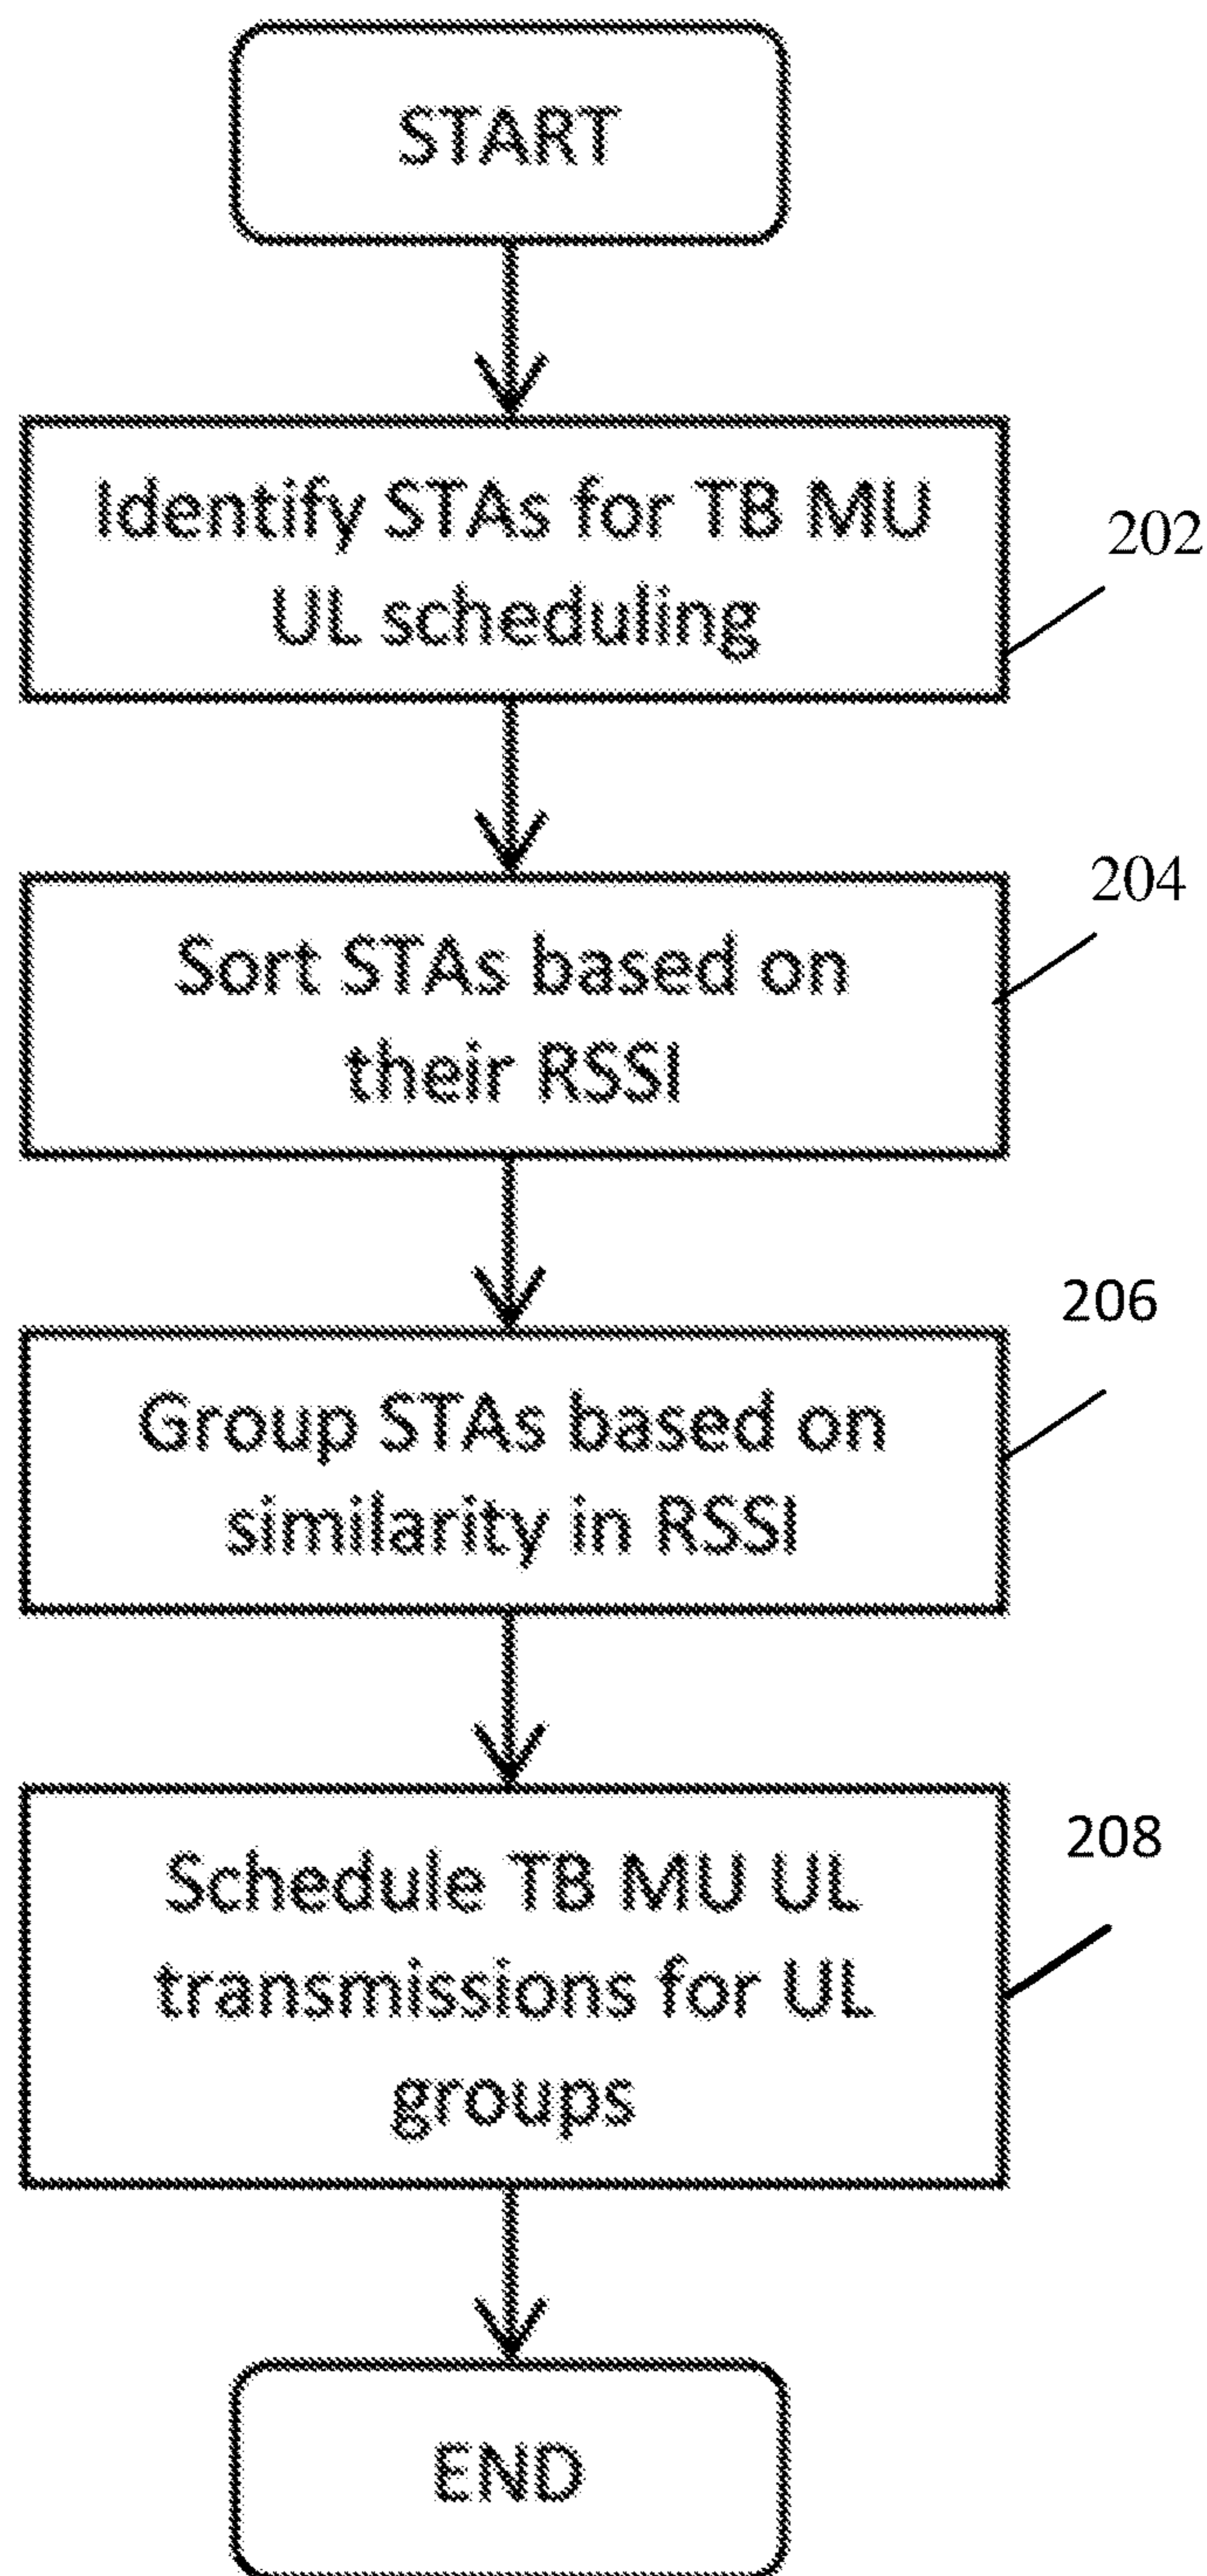 START
Identify STAs for TB MU
UL scheduling
202
Sort STAs based on
their RSSI
204
Group STAs based on
similarity in RSSI
206
Schedule TB MU UL
transmissions for UL
groups
208
END